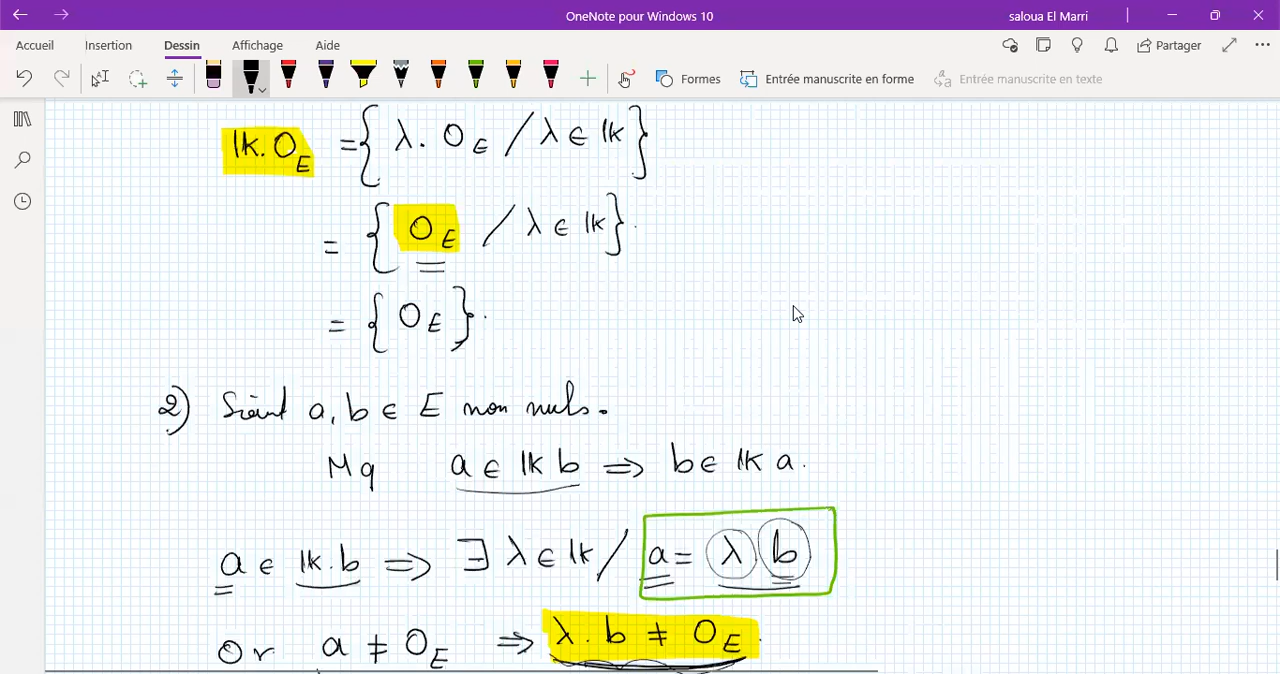 OneNote pour Windows 10
saloua El Marri
Accueil Insertion Dessin Affichage Aide
Partager
Formes Entrée manuscrite en forme Entrée manuscrite en texte
𝕜.0_E = { λ.0_E / λ ∈ 𝕜 }
= { 0_E / λ ∈ 𝕜 }.
= { 0_E }.
2) Soient a, b ∈ E non nuls.
Mq a ∈ 𝕜 b ⟹ b ∈ 𝕜 a.
a ∈ 𝕜.b ⟹ ∃ λ ∈ 𝕜 / a = λ b
Or a ≠ 0_E ⟹ λ.b ≠ 0_E.